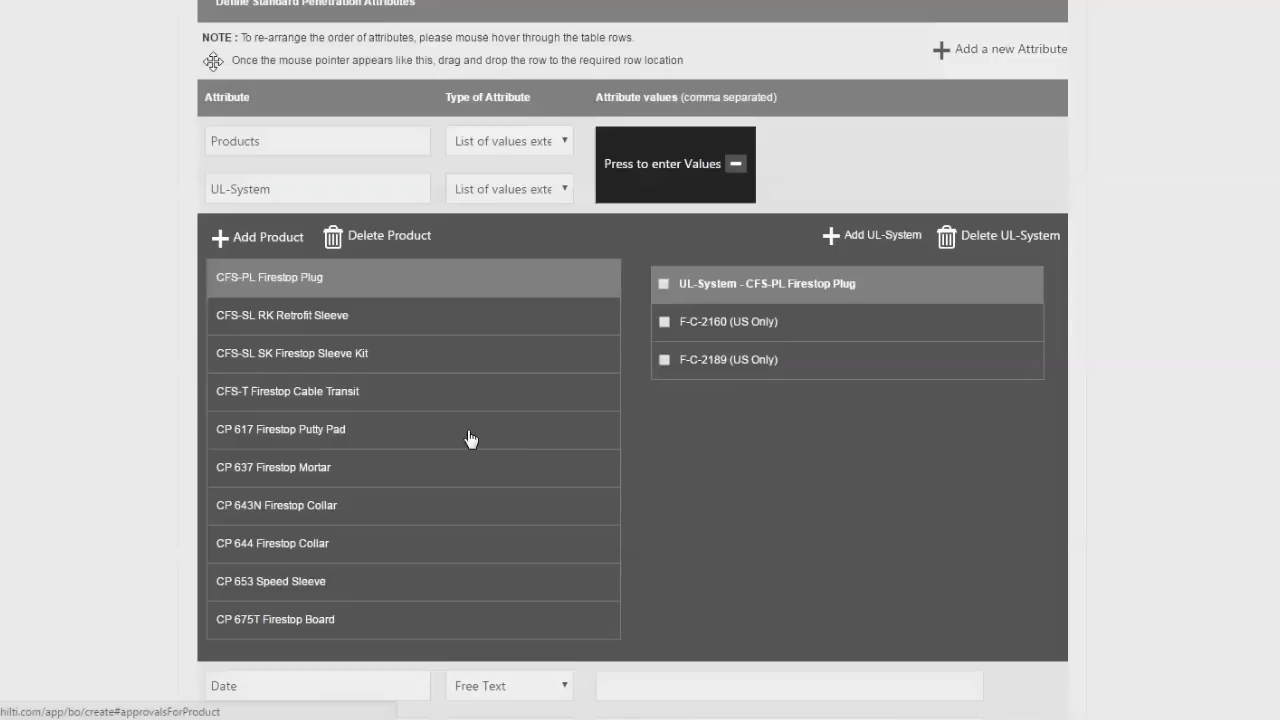 Define Standard Penetration Attributes
NOTE : To re-arrange the order of attributes, please mouse hover through the table rows.
Once the mouse pointer appears like this, drag and drop the row to the required row location
Add a new Attribute
Attribute Type of Attribute Attribute values (comma separated)
Products List of values exte
Press to enter Values
UL-System List of values exte
Add Product Delete Product Add UL-System Delete UL-System
CFS-PL Firestop Plug
UL-System - CFS-PL Firestop Plug
CFS-SL RK Retrofit Sleeve
F-C-2160 (US Only)
CFS-SL SK Firestop Sleeve Kit
F-C-2189 (US Only)
CFS-T Firestop Cable Transit
CP 617 Firestop Putty Pad
CP 637 Firestop Mortar
CP 643N Firestop Collar
CP 644 Firestop Collar
CP 653 Speed Sleeve
CP 675T Firestop Board
Date Free Text
hilti.com/app/bo/create#approvalsForProduct